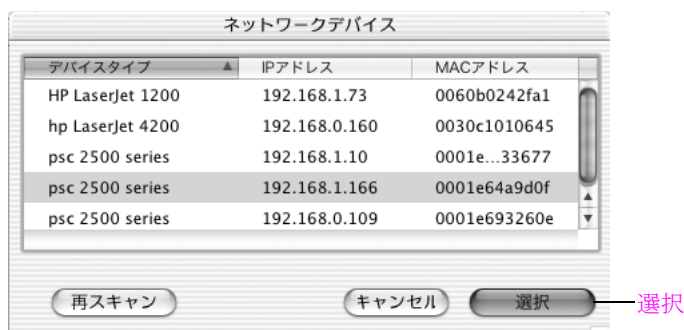 ネットワークデバイス
デバイスタイプ IPアドレス MACアドレス
HP LaserJet 1200 192.168.1.73 0060b0242fa1
hp LaserJet 4200 192.168.0.160 0030c1010645
psc 2500 series 192.168.1.10 0001e...33677
psc 2500 series 192.168.1.166 0001e64a9d0f
psc 2500 series 192.168.0.109 0001e693260e
再スキャン キャンセル 選択 選択